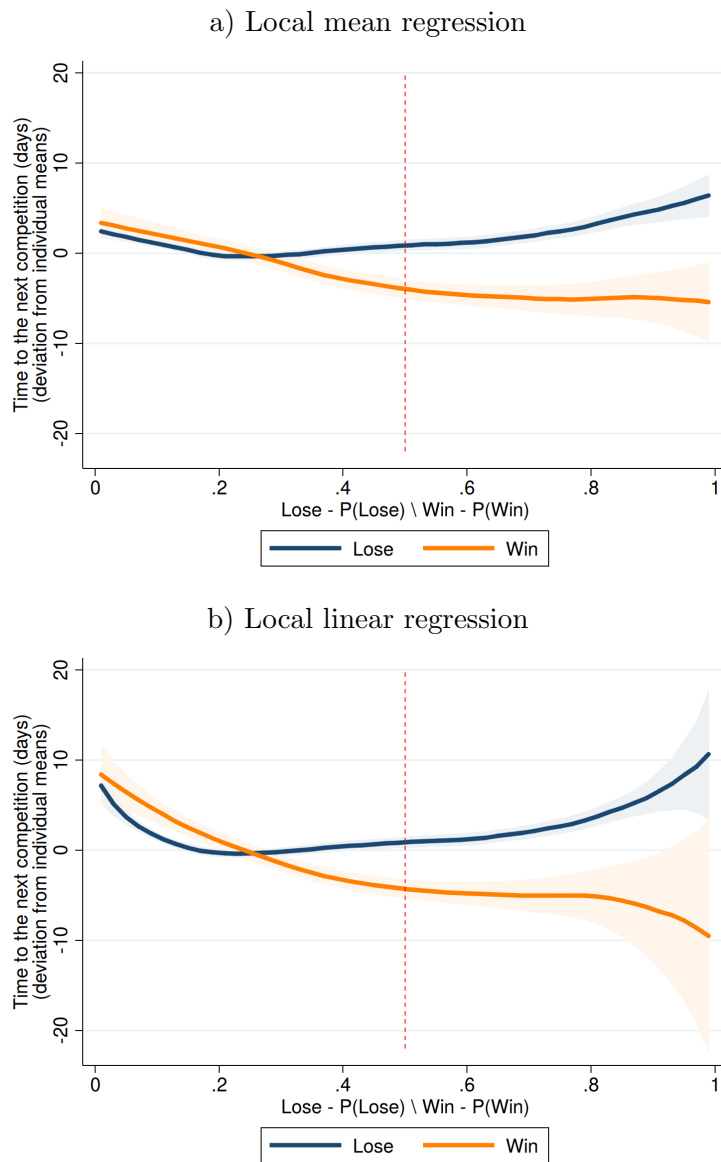 a) Local mean regression
Time to the next competition (days)
(deviation from individual means)
20
10
0
-10
-20
0 .2 .4 .6 .8 1
Lose - P(Lose) \ Win - P(Win)
Lose Win
b) Local linear regression
Time to the next competition (days)
(deviation from individual means)
20
10
0
-10
-20
0 .2 .4 .6 .8 1
Lose - P(Lose) \ Win - P(Win)
Lose Win